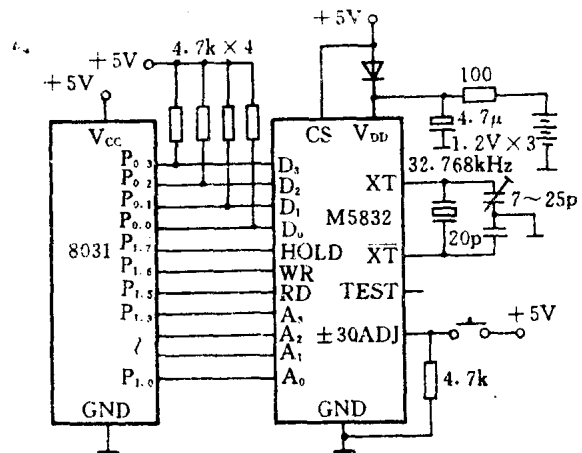 +5V
4.7k×4
+5V
+5V
100
4.7μ
1.2V×3
V_CC
CS
V_DD
32.768kHz
P0.3
D3
XT
P0.2
D2
7~25p
P0.1
D1
M5832
P0.0
D0
20p
8031
P1.7
HOLD
X̅T̅
P1.6
WR
P1.5
RD
TEST
P1.3
A3
A2
±30ADJ
+5V
~
A1
P1.0
A0
4.7k
GND
GND